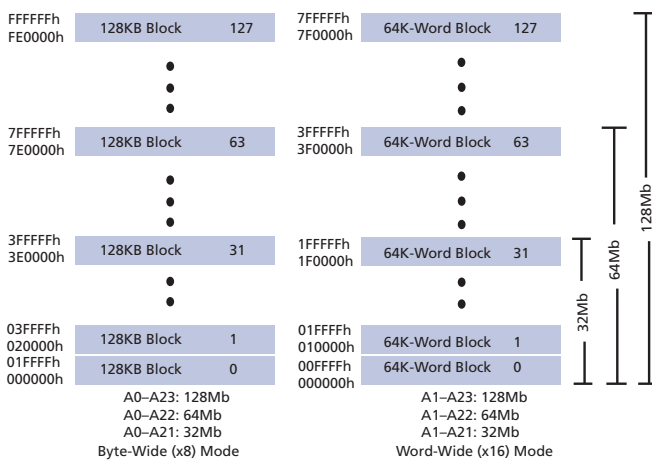 FFFFFFh
FE0000h
128KB Block 127
7FFFFFh
7F0000h
64K-Word Block 127
7FFFFFh
7E0000h
128KB Block 63
3FFFFFh
3F0000h
64K-Word Block 63
3FFFFFh
3E0000h
128KB Block 31
1FFFFFh
1F0000h
64K-Word Block 31
03FFFFh
020000h
128KB Block 1
01FFFFh
010000h
64K-Word Block 1
01FFFFh
000000h
128KB Block 0
00FFFFh
000000h
64K-Word Block 0
32Mb
64Mb
128Mb
A0–A23: 128Mb
A0–A22: 64Mb
A0–A21: 32Mb
Byte-Wide (x8) Mode
A1–A23: 128Mb
A1–A22: 64Mb
A1–A21: 32Mb
Word-Wide (x16) Mode